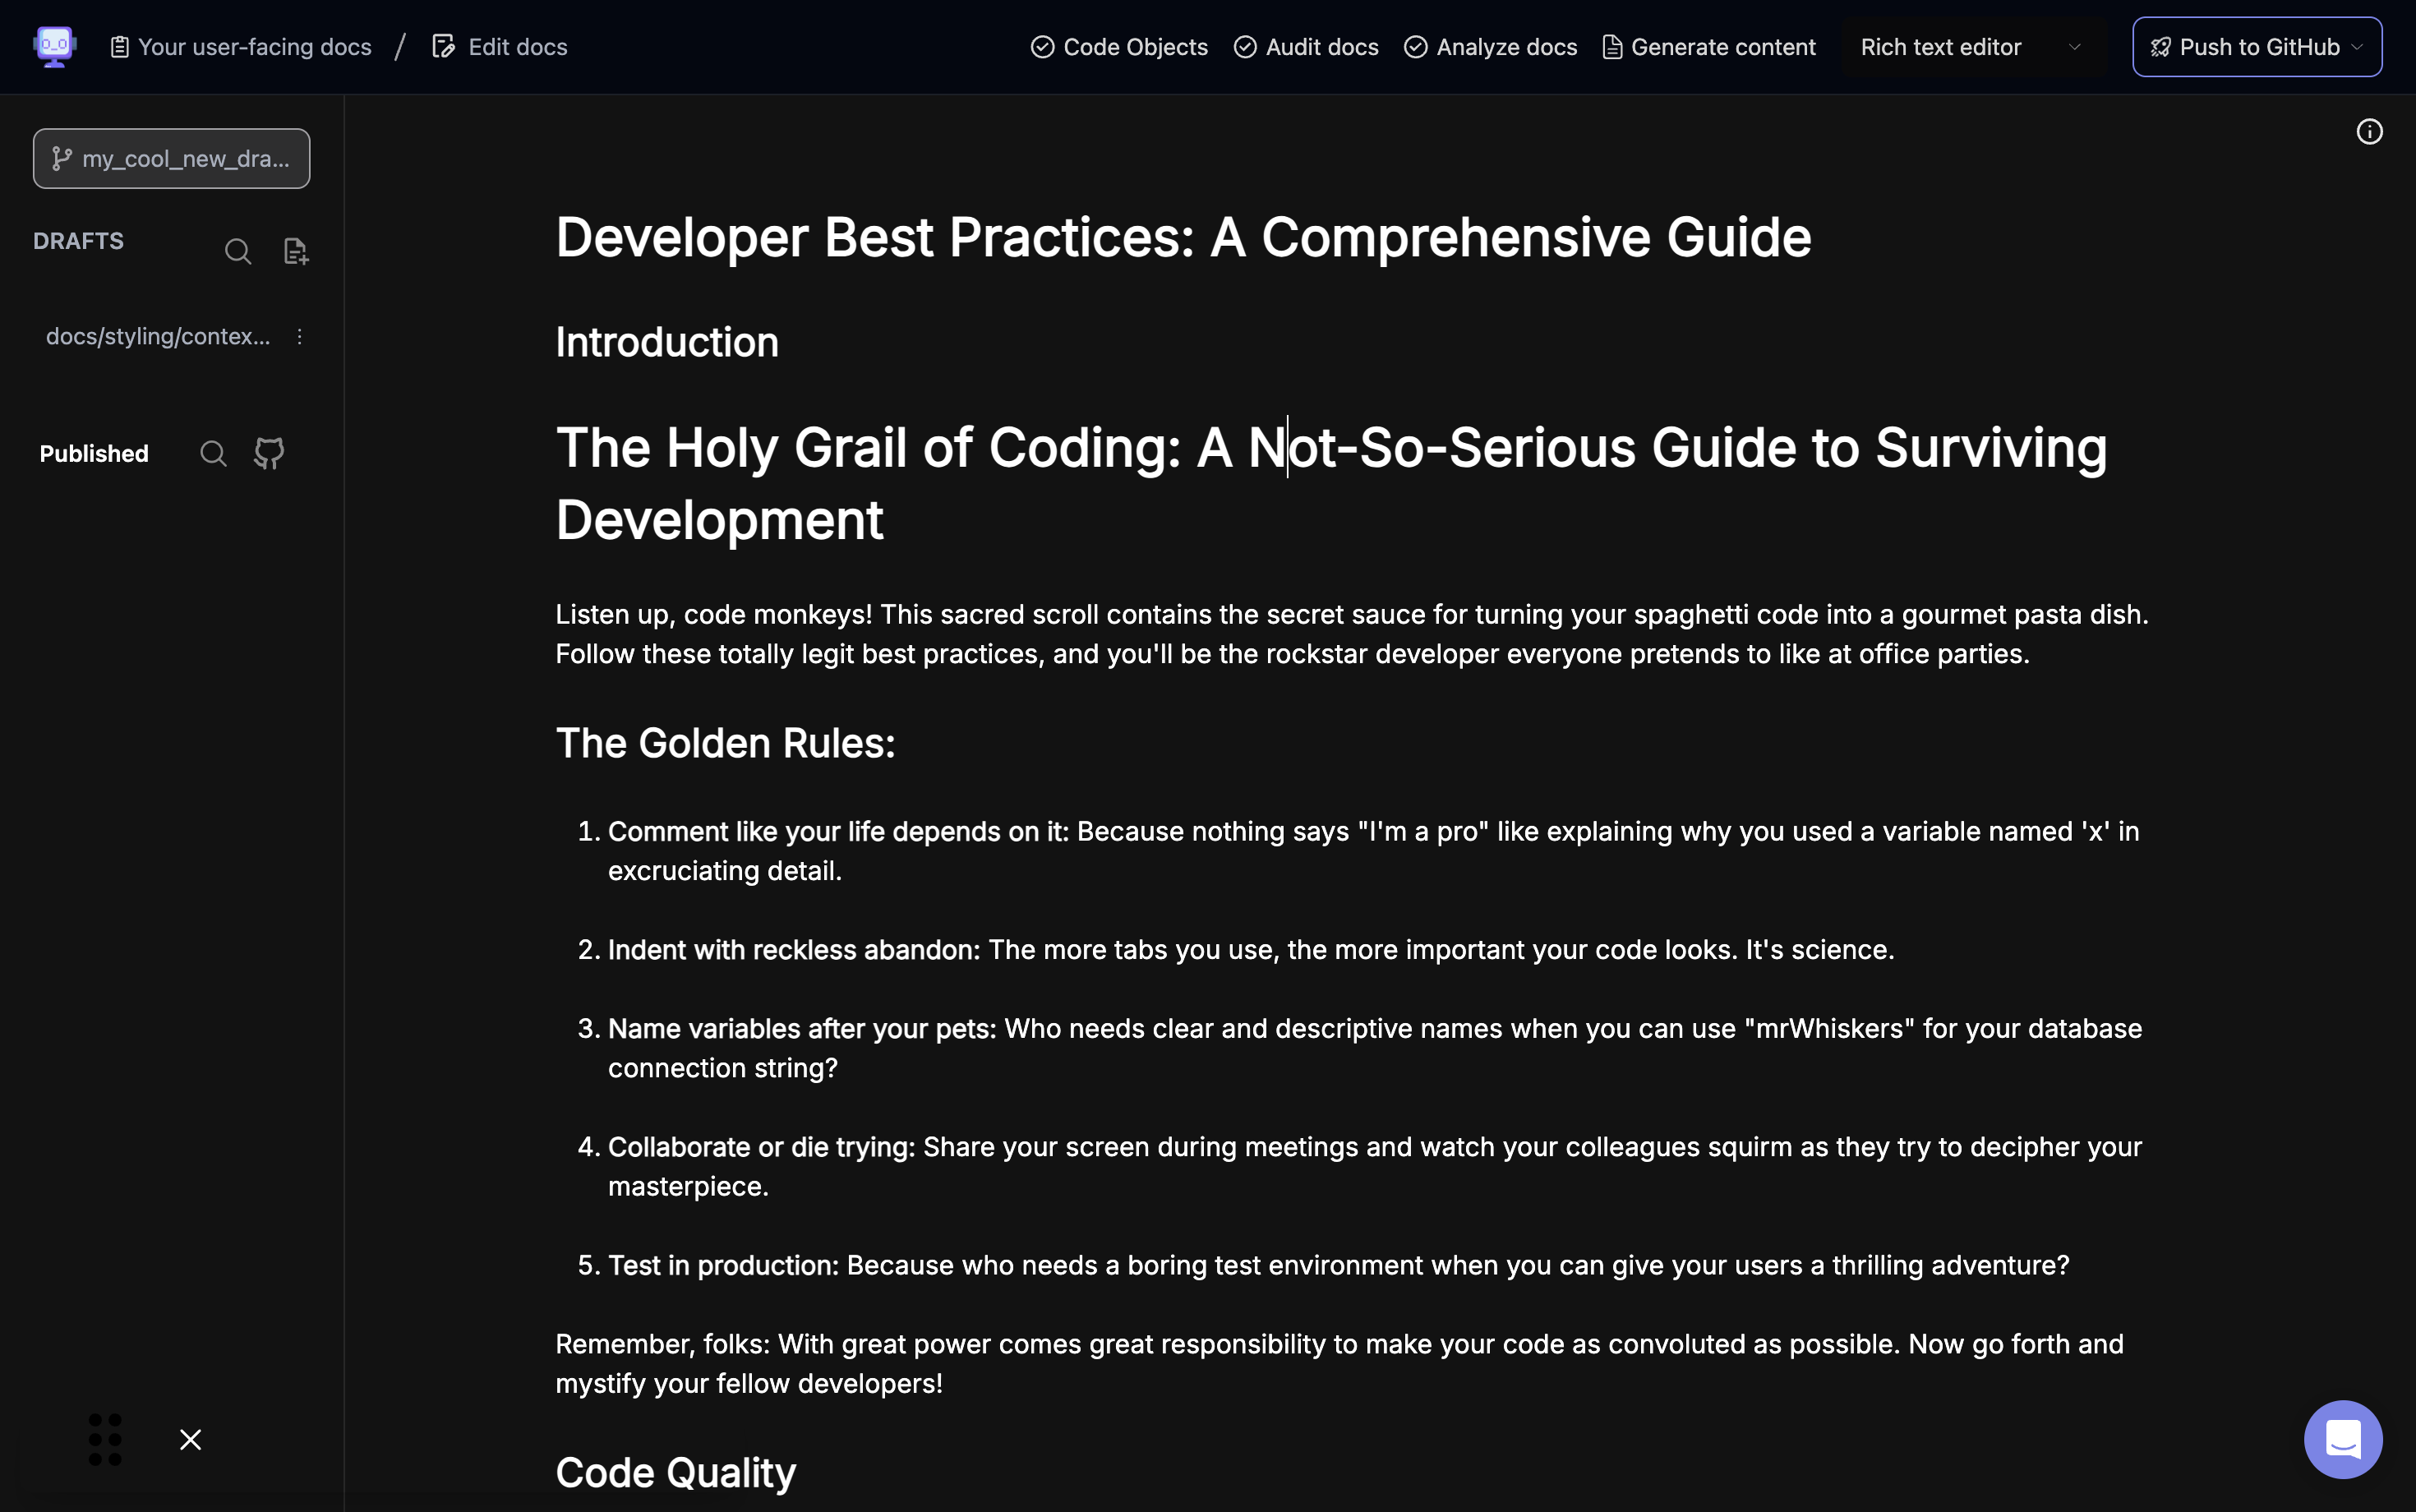 Your user-facing docs / Edit docs
Code Objects Audit docs Analyze docs Generate content Rich text editor Push to GitHub
my_cool_new_dra...
DRAFTS
docs/styling/contex...
Published
Developer Best Practices: A Comprehensive Guide
Introduction
The Holy Grail of Coding: A Not-So-Serious Guide to Surviving
Development
Listen up, code monkeys! This sacred scroll contains the secret sauce for turning your spaghetti code into a gourmet pasta dish.
Follow these totally legit best practices, and you'll be the rockstar developer everyone pretends to like at office parties.
The Golden Rules:
1. Comment like your life depends on it: Because nothing says "I'm a pro" like explaining why you used a variable named 'x' in
excruciating detail.
2. Indent with reckless abandon: The more tabs you use, the more important your code looks. It's science.
3. Name variables after your pets: Who needs clear and descriptive names when you can use "mrWhiskers" for your database
connection string?
4. Collaborate or die trying: Share your screen during meetings and watch your colleagues squirm as they try to decipher your
masterpiece.
5. Test in production: Because who needs a boring test environment when you can give your users a thrilling adventure?
Remember, folks: With great power comes great responsibility to make your code as convoluted as possible. Now go forth and
mystify your fellow developers!
Code Quality